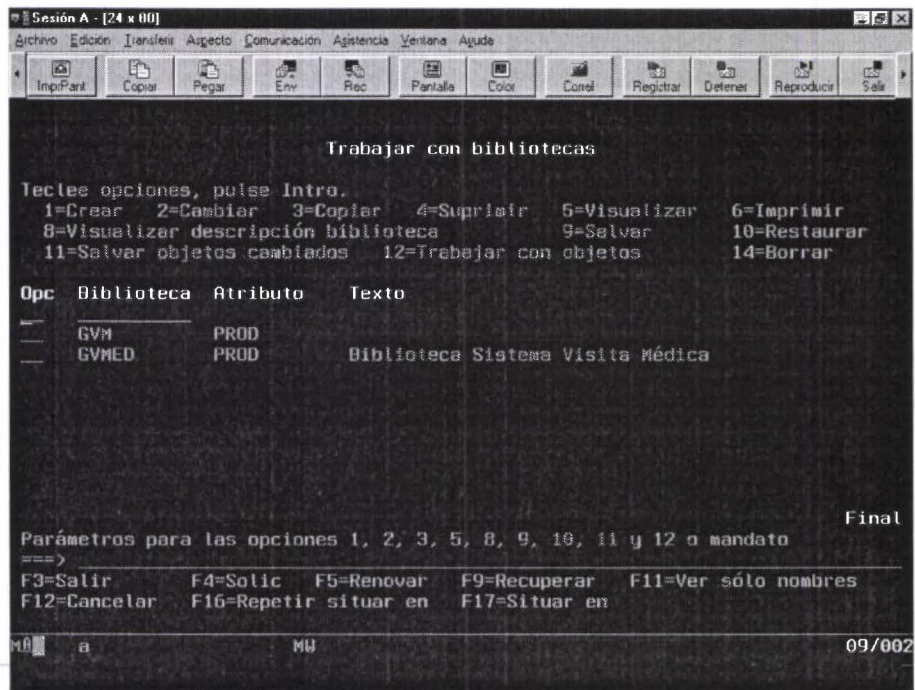 Sesión A - [24 x 80]
Archivo Edición Transferir Aspecto Comunicación Asistencia Ventana Ayuda
ImprPant Copiar Pegar Env Rec Pantalla Color Correl Registrar Detener Reproducir Salir
Trabajar con bibliotecas
Teclee opciones, pulse Intro.
1=Crear 2=Cambiar 3=Copiar 4=Suprimir 5=Visualizar 6=Imprimir
8=Visualizar descripción biblioteca 9=Salvar 10=Restaurar
11=Salvar objetos cambiados 12=Trabajar con objetos 14=Borrar
Opc Biblioteca Atributo Texto
GVM PROD
GVMED PROD Biblioteca Sistema Visita Médica
Final
Parámetros para las opciones 1, 2, 3, 5, 8, 9, 10, 11 y 12 o mandato
===>
F3=Salir F4=Solic F5=Renovar F9=Recuperar F11=Ver sólo nombres
F12=Cancelar F16=Repetir situar en F17=Situar en
MA a MW 09/002